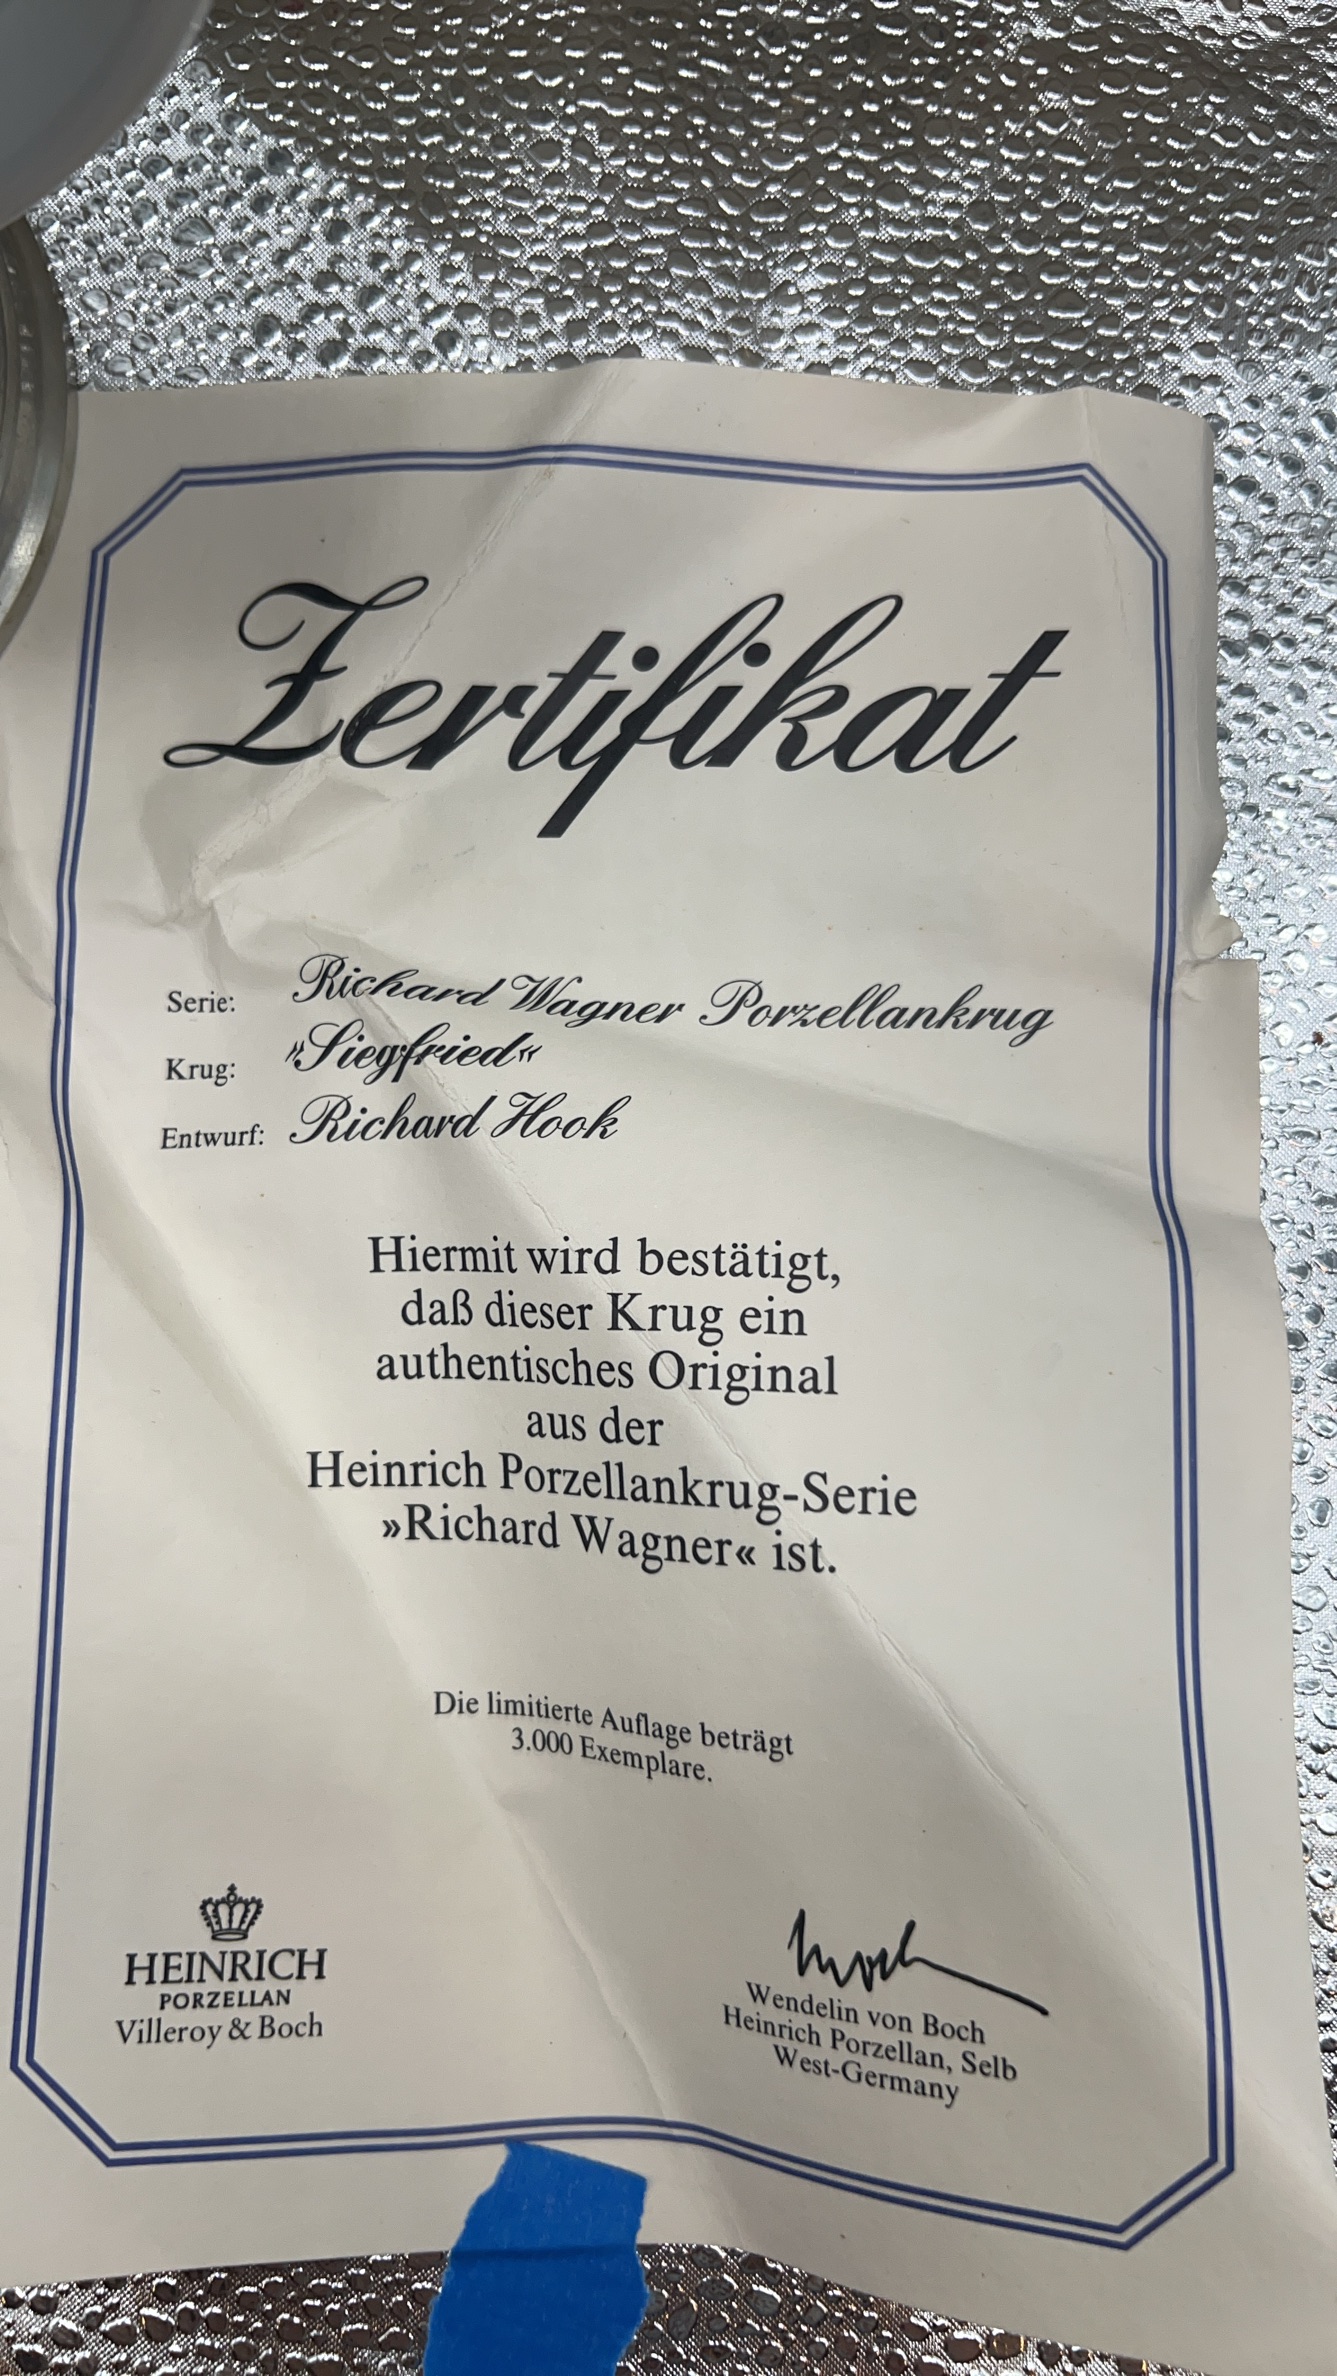 Zertifikat
Serie: Richard Wagner Porzellankrug
Krug: »Siegfried«
Entwurf: Richard Hook
Hiermit wird bestätigt,
daß dieser Krug ein
authentisches Original
aus der
Heinrich Porzellankrug-Serie
»Richard Wagner« ist.
Die limitierte Auflage beträgt
3.000 Exemplare.
HEINRICH
PORZELLAN
Villeroy & Boch
Wendelin von Boch
Heinrich Porzellan, Selb
West-Germany